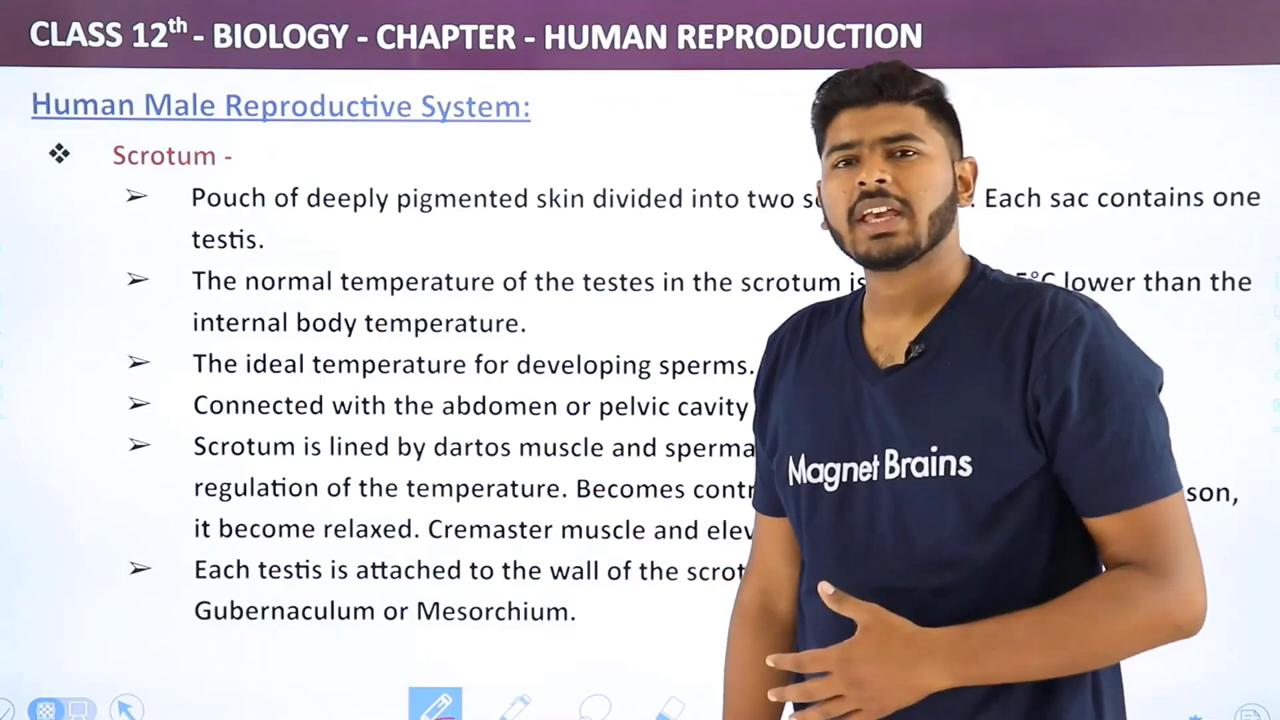 CLASS 12th - BIOLOGY - CHAPTER - HUMAN REPRODUCTION
Human Male Reproductive System:
❖ Scrotum -
➢ Pouch of deeply pigmented skin divided into two . Each sac contains one
testis.
➢ The normal temperature of the testes in the scrotum is 5°C lower than the
internal body temperature.
➢ The ideal temperature for developing sperms.
➢ Connected with the abdomen or pelvic cavity
➢ Scrotum is lined by dartos muscle and
regulation of the temperature. Becomes son,
it become relaxed. Cremaster muscle and
➢ Each testis is attached to the wall of the
Gubernaculum or Mesorchium.
Magnet Brains